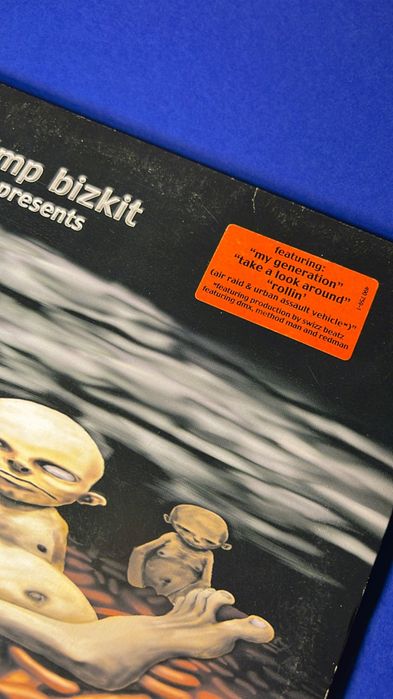 mp bizkit
presents
featuring:
"my generation"
"take a look around"
"rollin'
(air raid & urban assault vehicle*)"
*featuring production by swizz beatz
featuring dmx, method man and redman